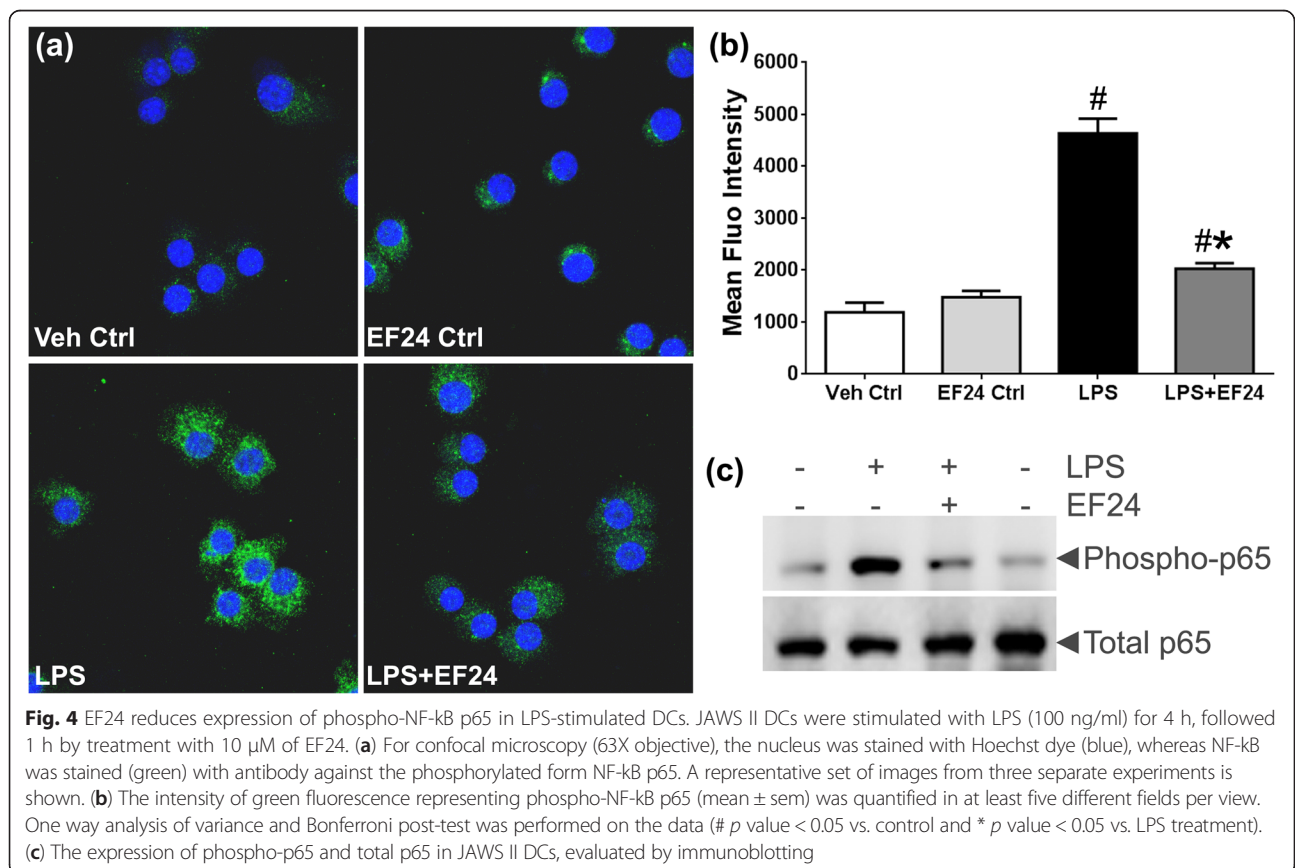 (a)
Veh Ctrl
EF24 Ctrl
LPS
LPS+EF24
(b)
Mean Fluo Intensity
6000
5000
4000
3000
2000
1000
0
#
#*
Veh Ctrl EF24 Ctrl LPS LPS+EF24
(c)
- + + - LPS
- - + - EF24
Phospho-p65
Total p65
Fig. 4 EF24 reduces expression of phospho-NF-kB p65 in LPS-stimulated DCs. JAWS II DCs were stimulated with LPS (100 ng/ml) for 4 h, followed
1 h by treatment with 10 μM of EF24. (a) For confocal microscopy (63X objective), the nucleus was stained with Hoechst dye (blue), whereas NF-kB
was stained (green) with antibody against the phosphorylated form NF-kB p65. A representative set of images from three separate experiments is
shown. (b) The intensity of green fluorescence representing phospho-NF-kB p65 (mean ± sem) was quantified in at least five different fields per view.
One way analysis of variance and Bonferroni post-test was performed on the data (# p value < 0.05 vs. control and * p value < 0.05 vs. LPS treatment).
(c) The expression of phospho-p65 and total p65 in JAWS II DCs, evaluated by immunoblotting